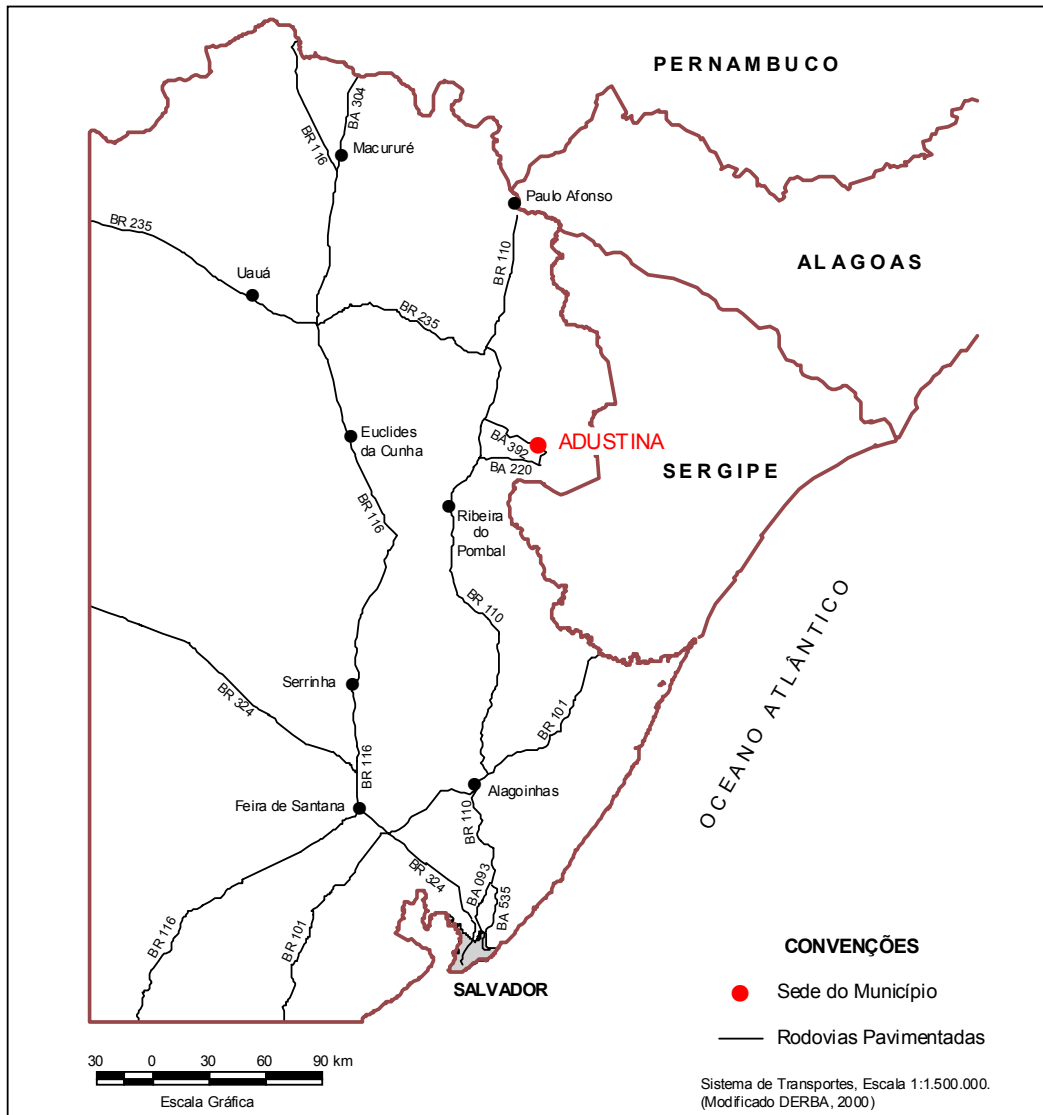 PERNAMBUCO
BR 116
BA 304
Macururé
Paulo Afonso
BR 235
BR 110
ALAGOAS
Uauá
BR 235
Euclides
da Cunha
BA 392
ADUSTINA
BA 220
SERGIPE
BR 116
Ribeira
do
Pombal
BR 110
OCEANO ATLÂNTICO
BR 324
Serrinha
BR 101
BR 116
Feira de Santana
Alagoinhas
BR 110
BR 324
BA 093
BA 535
BR 116
BR 101
SALVADOR
CONVENÇÕES
Sede do Município
Rodovias Pavimentadas
30 0 30 60 90 km
Escala Gráfica
Sistema de Transportes, Escala 1:1.500.000.
(Modificado DERBA, 2000)